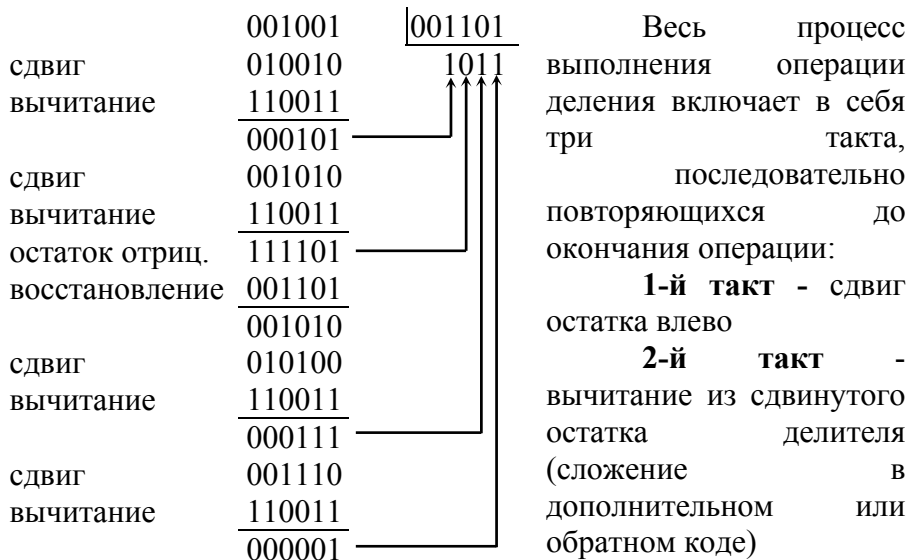 001001 001101
сдвиг 010010 1011
вычитание 110011
000101
сдвиг 001010
вычитание 110011
остаток отриц. 111101
восстановление 001101
001010
сдвиг 010100
вычитание 110011
000111
сдвиг 001110
вычитание 110011
000001
Весь процесс
выполнения операции
деления включает в себя
три такта,
последовательно
повторяющихся до
окончания операции:
1-й такт - сдвиг
остатка влево
2-й такт -
вычитание из сдвинутого
остатка делителя
(сложение в
дополнительном или
обратном коде)